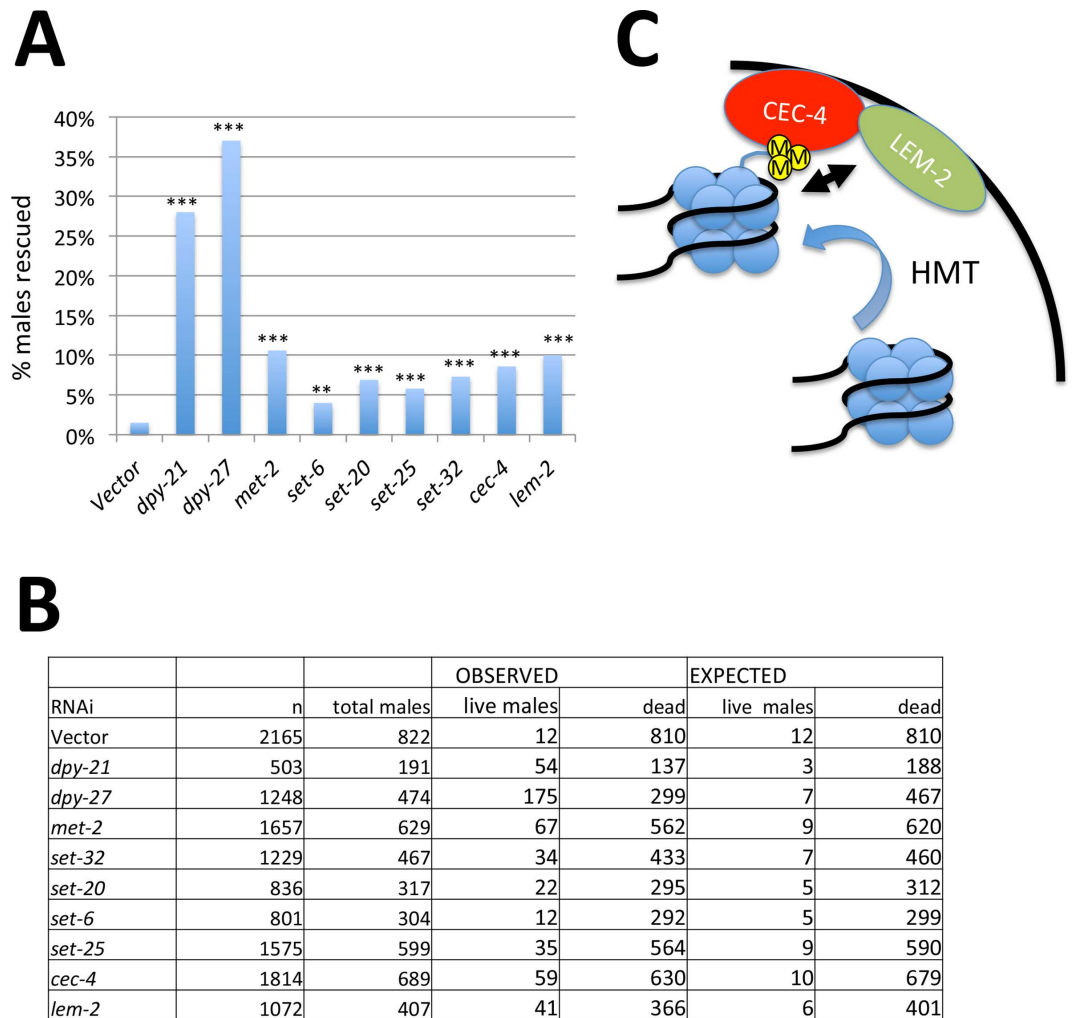 A
% males rescued
40%
35%
30%
25%
20%
15%
10%
5%
0%
***
***
***
**
***
***
***
***
***
Vector
dpy-21
dpy-27
met-2
set-6
set-20
set-25
set-32
cec-4
lem-2
C
CEC-4
LEM-2
M
M
M
HMT
B
OBSERVED EXPECTED
RNAi n total males live males dead live males dead
Vector 2165 822 12 810 12 810
dpy-21 503 191 54 137 3 188
dpy-27 1248 474 175 299 7 467
met-2 1657 629 67 562 9 620
set-32 1229 467 34 433 7 460
set-20 836 317 22 295 5 312
set-6 801 304 12 292 5 299
set-25 1575 599 35 564 9 590
cec-4 1814 689 59 630 10 679
lem-2 1072 407 41 366 6 401